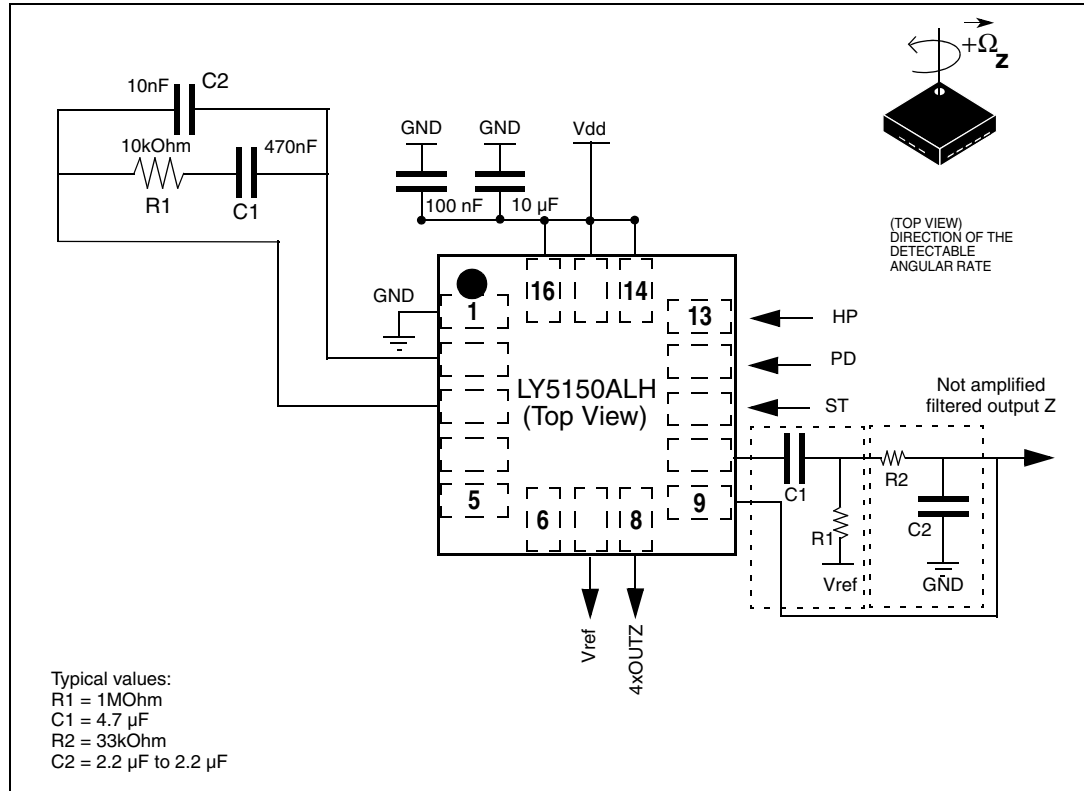 +Ω
z
(TOP VIEW)
DIRECTION OF THE
DETECTABLE
ANGULAR RATE
10nF
C2
10kOhm
470nF
R1
C1
GND
GND
Vdd
100 nF
10 µF
GND
1
16
14
13
HP
PD
ST
LY5150ALH
(Top View)
5
6
8
9
Not amplified
filtered output Z
C1
R2
R1
C2
Vref
GND
Vref
4xOUTZ
Typical values:
R1 = 1MOhm
C1 = 4.7 µF
R2 = 33kOhm
C2 = 2.2 µF to 2.2 µF